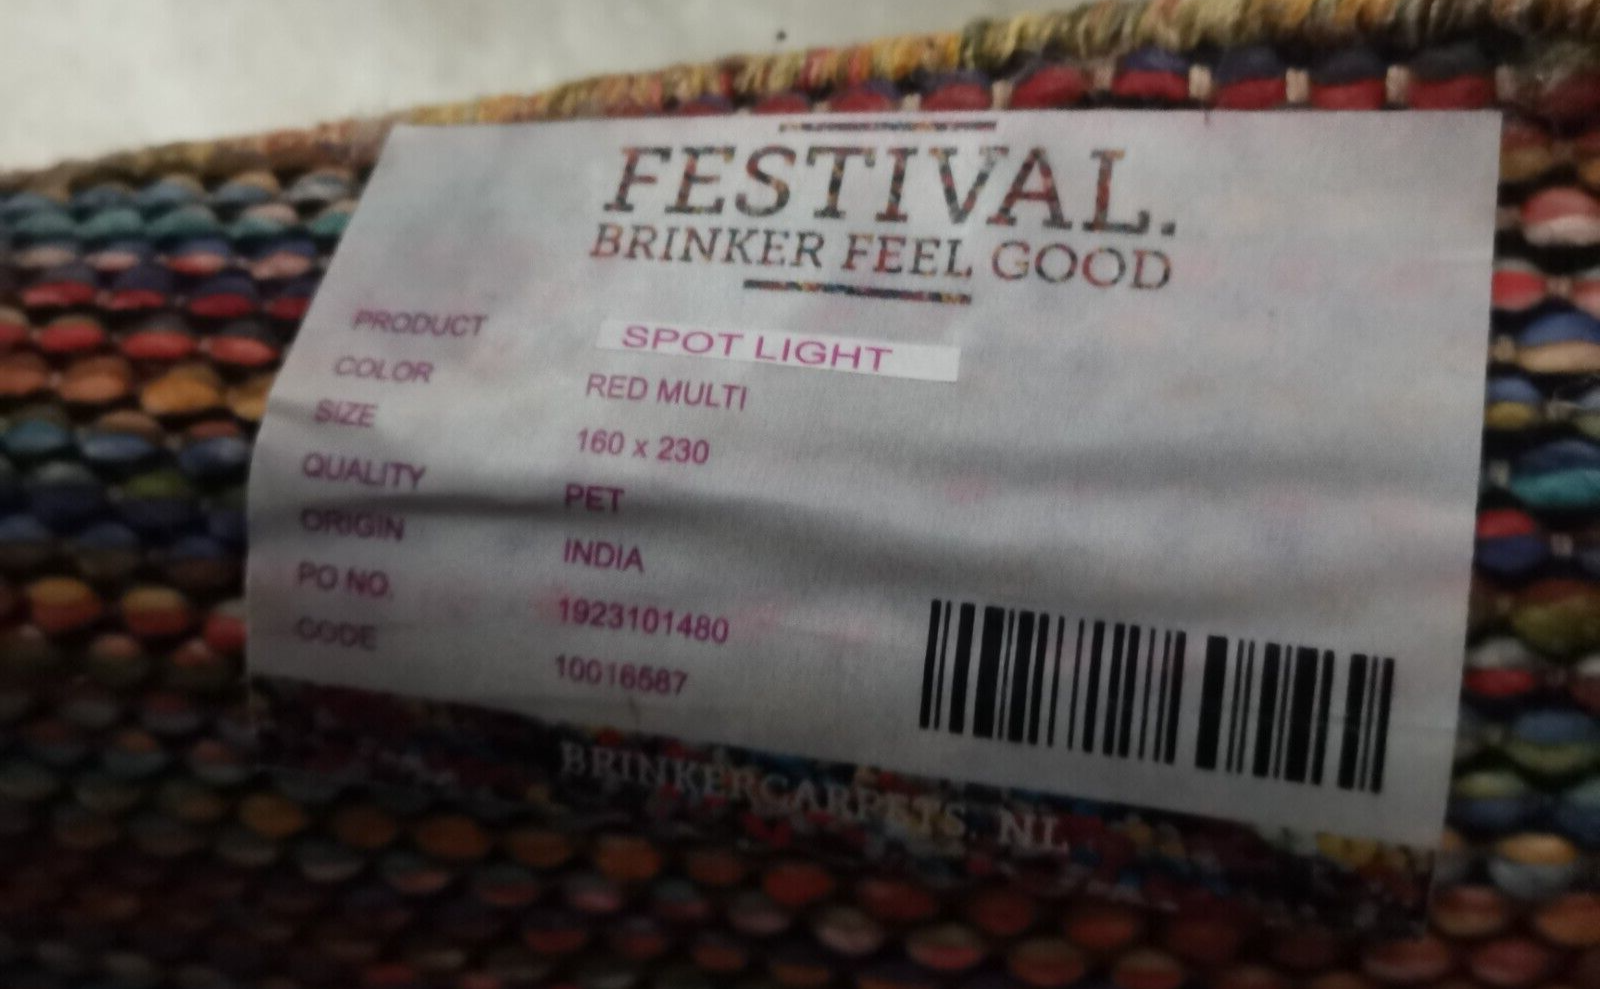 FESTIVAL.
BRINKER FEEL GOOD
PRODUCT SPOT LIGHT
COLOR RED MULTI
SIZE 160 x 230
QUALITY PET
ORIGIN INDIA
PO NO. 1923101480
CODE 10016587
BRINKERCARPETS. NL